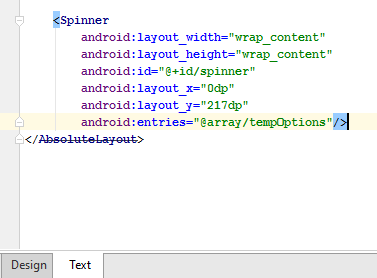 <Spinner
android:layout_width="wrap_content"
android:layout_height="wrap_content"
android:id="@+id/spinner"
android:layout_x="0dp"
android:layout_y="217dp"
android:entries="@array/tempOptions"/>
</AbsoluteLayout>
Design Text